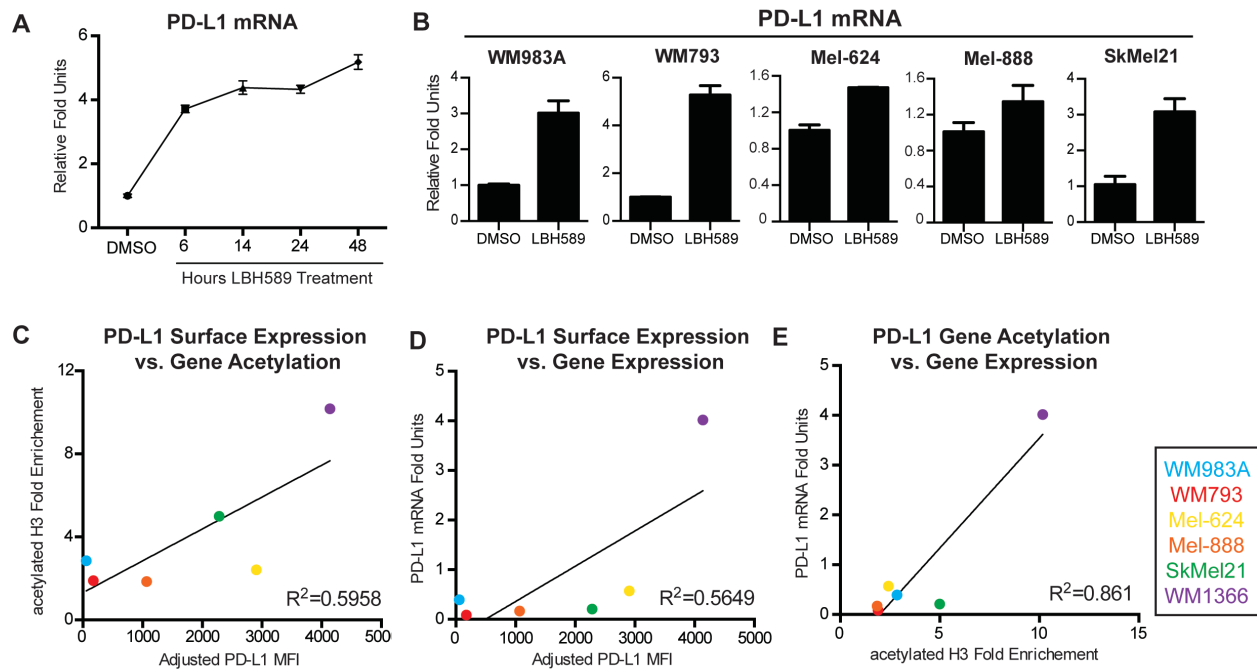 A
PD-L1 mRNA
Relative Fold Units
6
4
2
0
DMSO
6
14
24
48
Hours LBH589 Treatment
B
PD-L1 mRNA
Relative Fold Units
WM983A
4
3
2
1
0
DMSO
LBH589
WM793
6
4
2
0
DMSO
LBH589
Mel-624
1.6
1.2
0.8
0.4
0
DMSO
LBH589
Mel-888
1.6
1.2
0.8
0.4
0
DMSO
LBH589
SkMel21
4
3
2
1
0
DMSO
LBH589
C
PD-L1 Surface Expression
vs. Gene Acetylation
acetylated H3 Fold Enrichement
12
8
4
0
0
1000
2000
3000
4000
500
R2=0.5958
Adjusted PD-L1 MFI
D
PD-L1 Surface Expression
vs. Gene Expression
PD-L1 mRNA Fold Units
5
4
3
2
1
0
0
1000
2000
3000
4000
5000
R2=0.5649
Adjusted PD-L1 MFI
E
PD-L1 Gene Acetylation
vs. Gene Expression
PD-L1 mRNA Fold Units
5
4
3
2
1
0
0
5
10
15
R2=0.861
acetylated H3 Fold Enrichement
WM983A
WM793
Mel-624
Mel-888
SkMel21
WM1366